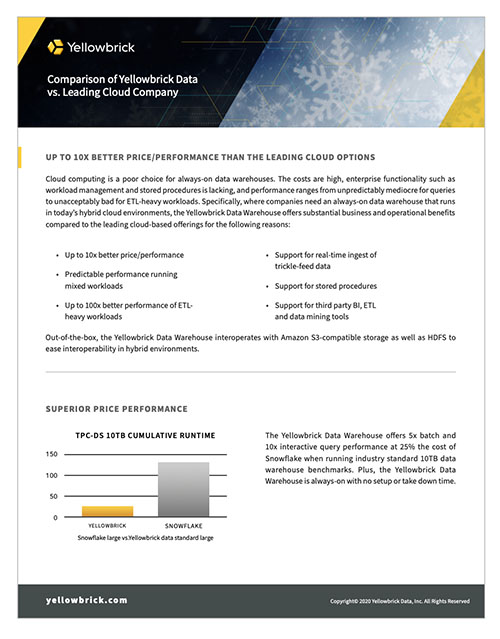 Yellowbrick
Comparison of Yellowbrick Data
vs. Leading Cloud Company
UP TO 10X BETTER PRICE/PERFORMANCE THAN THE LEADING CLOUD OPTIONS
Cloud computing is a poor choice for always-on data warehouses. The costs are high, enterprise functionality such as
workload management and stored procedures is lacking, and performance ranges from unpredictably mediocre for queries
to unacceptably bad for ETL-heavy workloads. Specifically, where companies need an always-on data warehouse that runs
in today's hybrid cloud environments, the Yellowbrick Data Warehouse offers substantial business and operational benefits
compared to the leading cloud-based offerings for the following reasons:
• Up to 10x better price/performance
• Predictable performance running
mixed workloads
• Up to 100x better performance of ETL-
heavy workloads
• Support for real-time ingest of
trickle-feed data
• Support for stored procedures
• Support for third party BI, ETL
and data mining tools
Out-of-the-box, the Yellowbrick Data Warehouse interoperates with Amazon S3-compatible storage as well as HDFS to
ease interoperability in hybrid environments.
SUPERIOR PRICE PERFORMANCE
TPC-DS 10TB CUMULATIVE RUNTIME
150
100
50
0
YELLOWBRICK
SNOWFLAKE
Snowflake large vs.Yellowbrick data standard large
The Yellowbrick Data Warehouse offers 5x batch and
10x interactive query performance at 25% the cost of
Snowflake when running industry standard 10TB data
warehouse benchmarks. Plus, the Yellowbrick Data
Warehouse is always-on with no setup or take down time.
yellowbrick.com
Copyright© 2020 Yellowbrick Data, Inc. All Rights Reserved